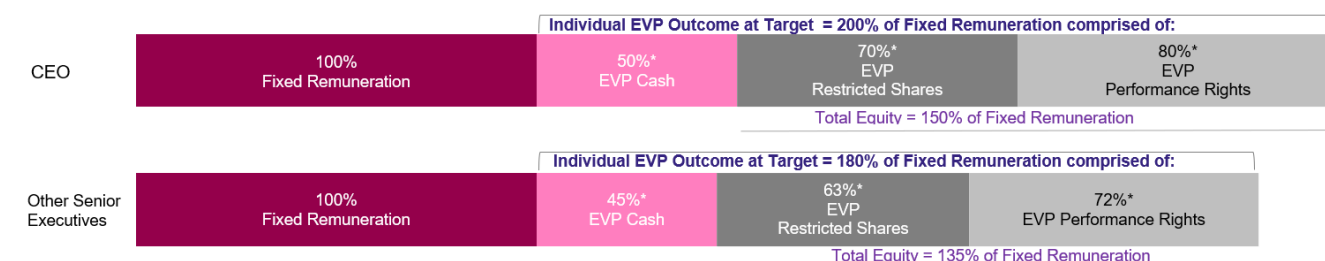 Individual EVP Outcome at Target  = 200% of Fixed Remuneration comprised of:
CEO
100%
Fixed Remuneration
50%*
EVP Cash
70%*
EVP
Restricted Shares
80%*
EVP
Performance Rights
Total Equity = 150% of Fixed Remuneration
Individual EVP Outcome at Target = 180% of Fixed Remuneration comprised of:
Other Senior
Executives
100%
Fixed Remuneration
45%*
EVP Cash
63%*
EVP
Restricted Shares
72%*
EVP Performance Rights
Total Equity = 135% of Fixed Remuneration